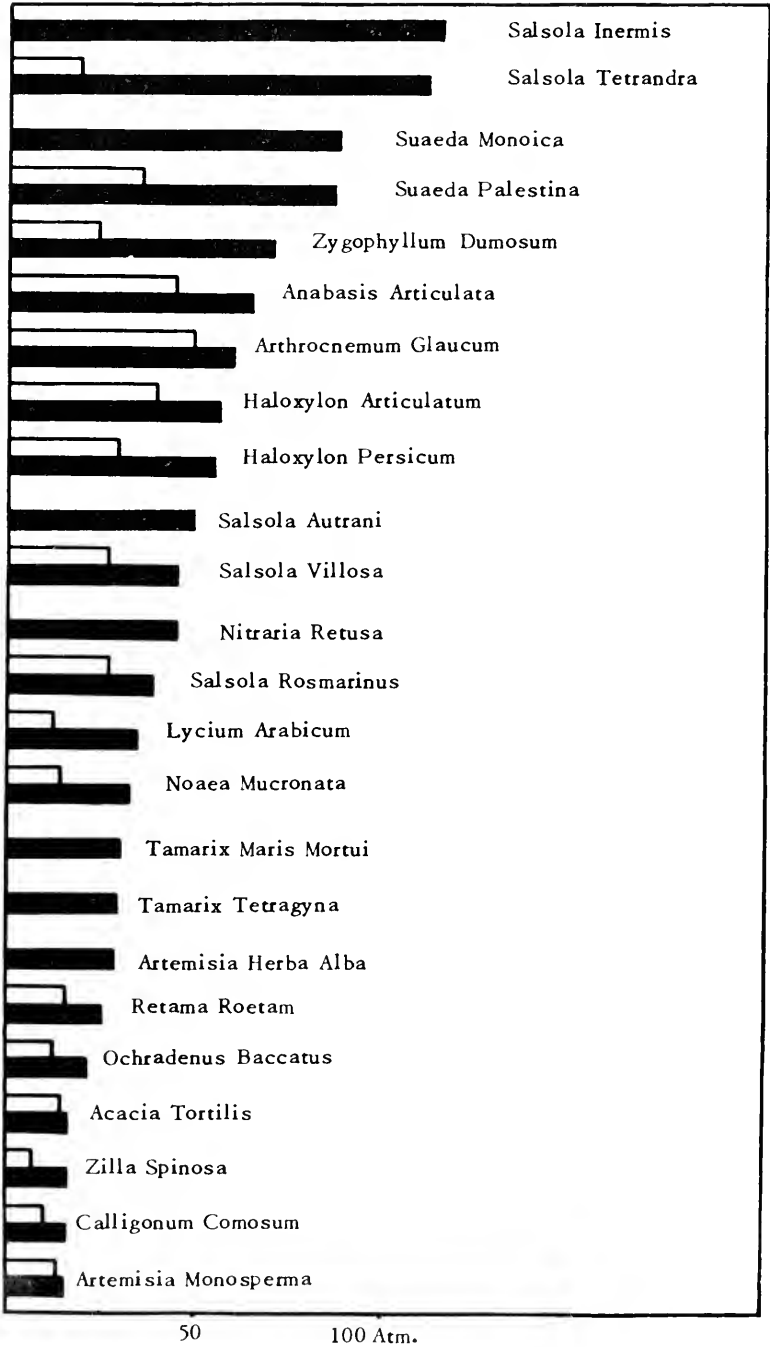 Salsola Inermis
Salsola Tetrandra
Suaeda Monoica
Suaeda Palestina
Zygophyllum Dumosum
Anabasis Articulata
Arthrocnemum Glaucum
Haloxylon Articulatum
Haloxylon Persicum
Salsola Autrani
Salsola Villosa
Nitraria Retusa
Salsola Rosmarinus
Lycium Arabicum
Noaea Mucronata
Tamarix Maris Mortui
Tamarix Tetragyna
Artemisia Herba Alba
Retama Roetam
Ochradenus Baccatus
Acacia Tortilis
Zilla Spinosa
Calligonum Comosum
Artemisia Monosperma
50 100 Atm.